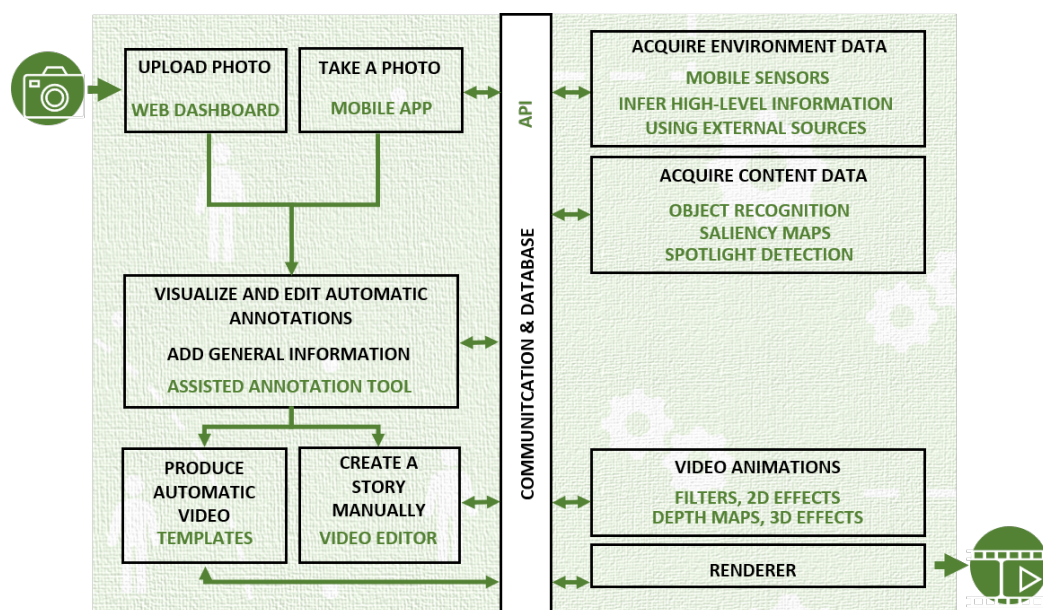 UPLOAD PHOTO
WEB DASHBOARD
TAKE A PHOTO
MOBILE APP
VISUALIZE AND EDIT AUTOMATIC
ANNOTATIONS
ADD GENERAL INFORMATION
ASSISTED ANNOTATION TOOL
PRODUCE
AUTOMATIC
VIDEO
TEMPLATES
CREATE A
STORY
MANUALLY
VIDEO EDITOR
COMMUNITCATION & DATABASE
API
ACQUIRE ENVIRONMENT DATA
MOBILE SENSORS
INFER HIGH-LEVEL INFORMATION
USING EXTERNAL SOURCES
ACQUIRE CONTENT DATA
OBJECT RECOGNITION
SALIENCY MAPS
SPOTLIGHT DETECTION
VIDEO ANIMATIONS
FILTERS, 2D EFFECTS
DEPTH MAPS, 3D EFFECTS
RENDERER